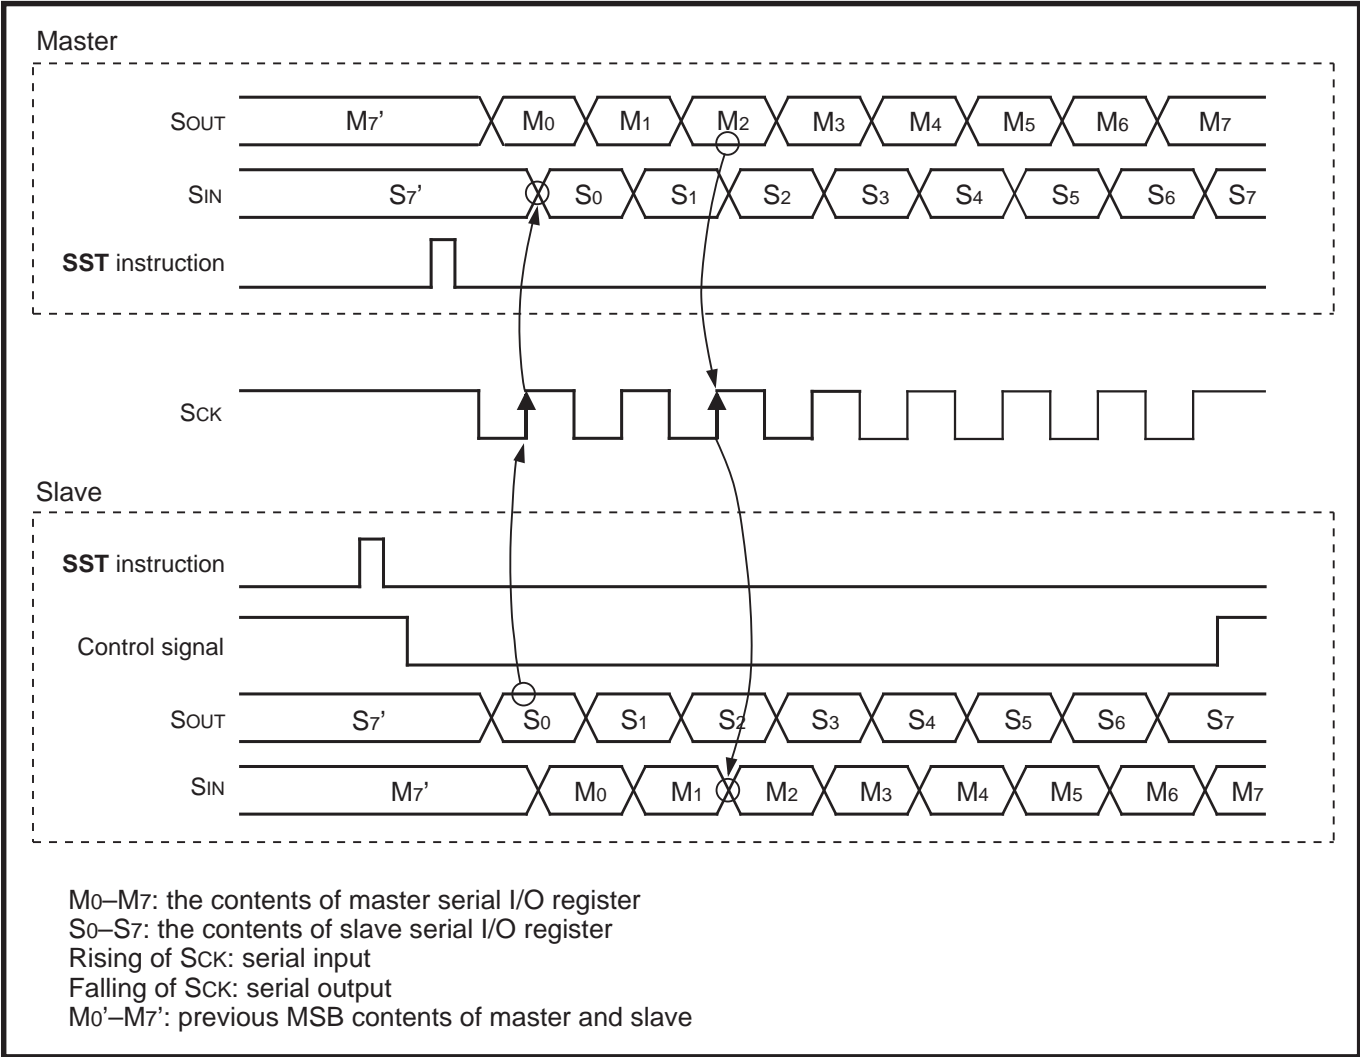 Master
SOUT M7’ M0 M1 M2 M3 M4 M5 M6 M7
SIN S7’ S0 S1 S2 S3 S4 S5 S6 S7
SST instruction
SCK
Slave
SST instruction
Control signal
SOUT S7’ S0 S1 S2 S3 S4 S5 S6 S7
SIN M7’ M0 M1 M2 M3 M4 M5 M6 M7
M0–M7: the contents of master serial I/O register
S0–S7: the contents of slave serial I/O register
Rising of SCK: serial input
Falling of SCK: serial output
M0’–M7’: previous MSB contents of master and slave